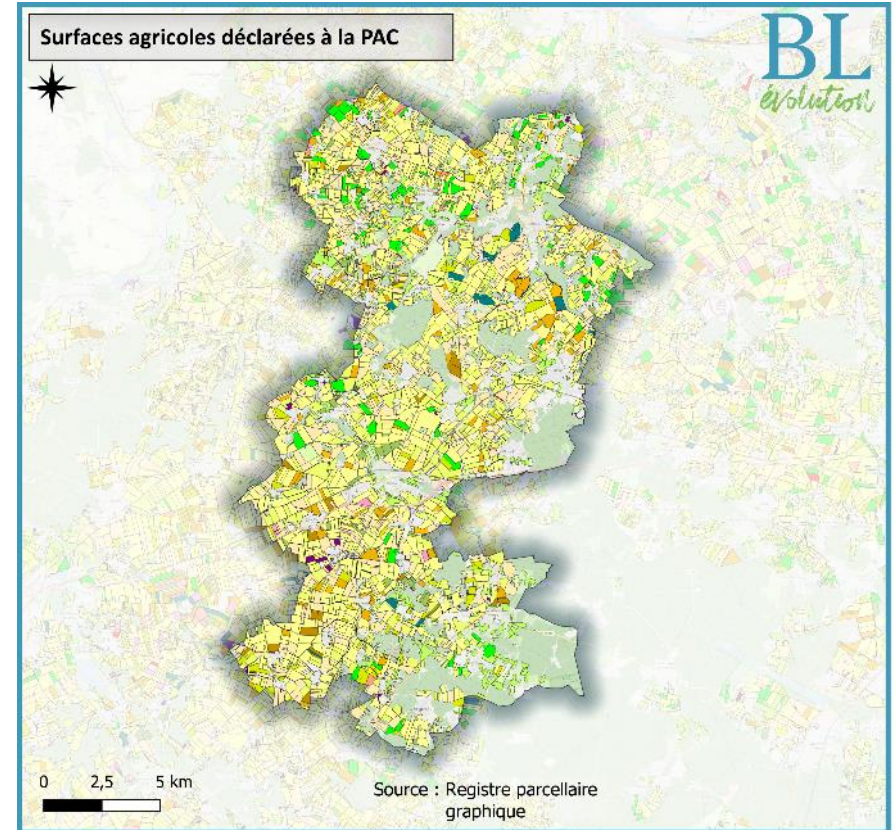 Surfaces agricoles déclarées à la PAC
BL
évolution
0 2,5 5 km
Source : Registre parcellaire
graphique